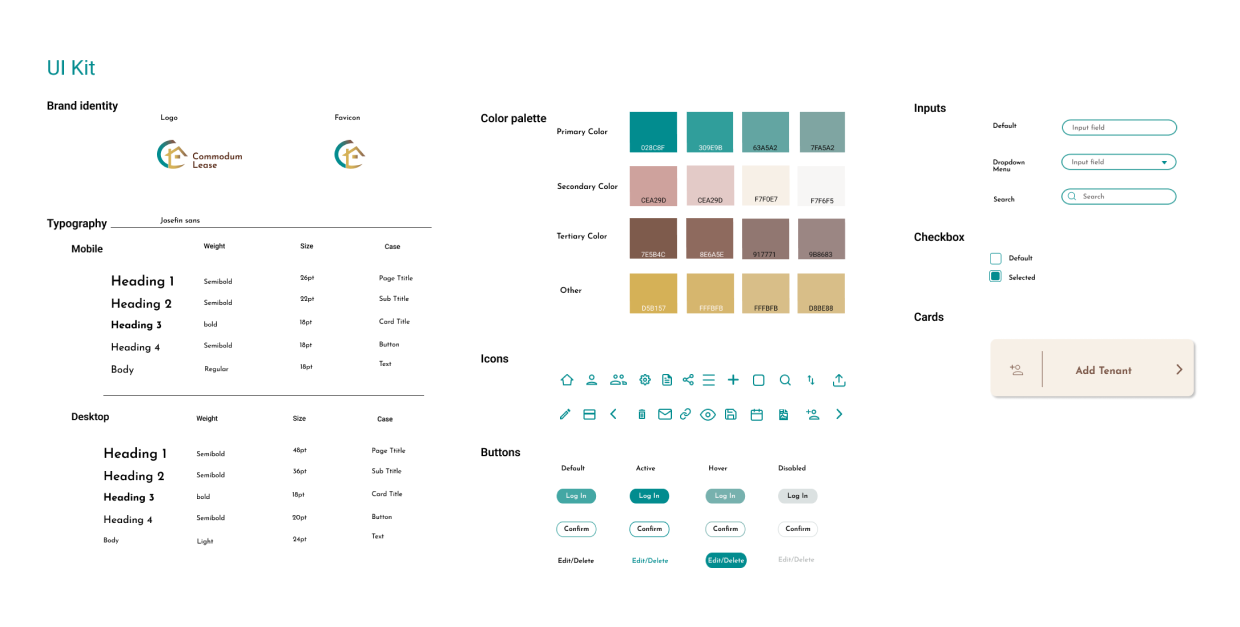 UI Kit
Brand identity
Logo
Favicon
Commodum
Lease
Typography
Josefin sans
Mobile
Weight
Size
Case
Heading 1
Semibold
26pt
Page Ttitle
Heading 2
Semibold
22pt
Sub Ttitle
Heading 3
bold
18pt
Card Title
Heading 4
Semibold
18pt
Button
Body
Regular
18pt
Text
Desktop
Weight
Size
Case
Heading 1
Semibold
48pt
Page Ttitle
Heading 2
Semibold
36pt
Sub Ttitle
Heading 3
bold
18pt
Card Title
Heading 4
Semibold
20pt
Button
Body
Light
24pt
Text
Color palette
Primary Color
028C8F
309E9B
63A5A2
7FA5A2
Secondary Color
CEA29D
CEA29D
F7F0E7
F7F6F5
Tertiary Color
7E5B4C
8E6A5E
917771
9B8683
Other
D5B157
FFFBFB
FFFBFB
D8BE88
Icons
Buttons
Default
Active
Hover
Disabled
Log In
Log In
Log In
Log In
Confirm
Confirm
Confirm
Confirm
Edit/Delete
Edit/Delete
Edit/Delete
Edit/Delete
Inputs
Default
Input field
Dropdown
Menu
Input field
Search
Search
Checkbox
Default
Selected
Cards
Add Tenant